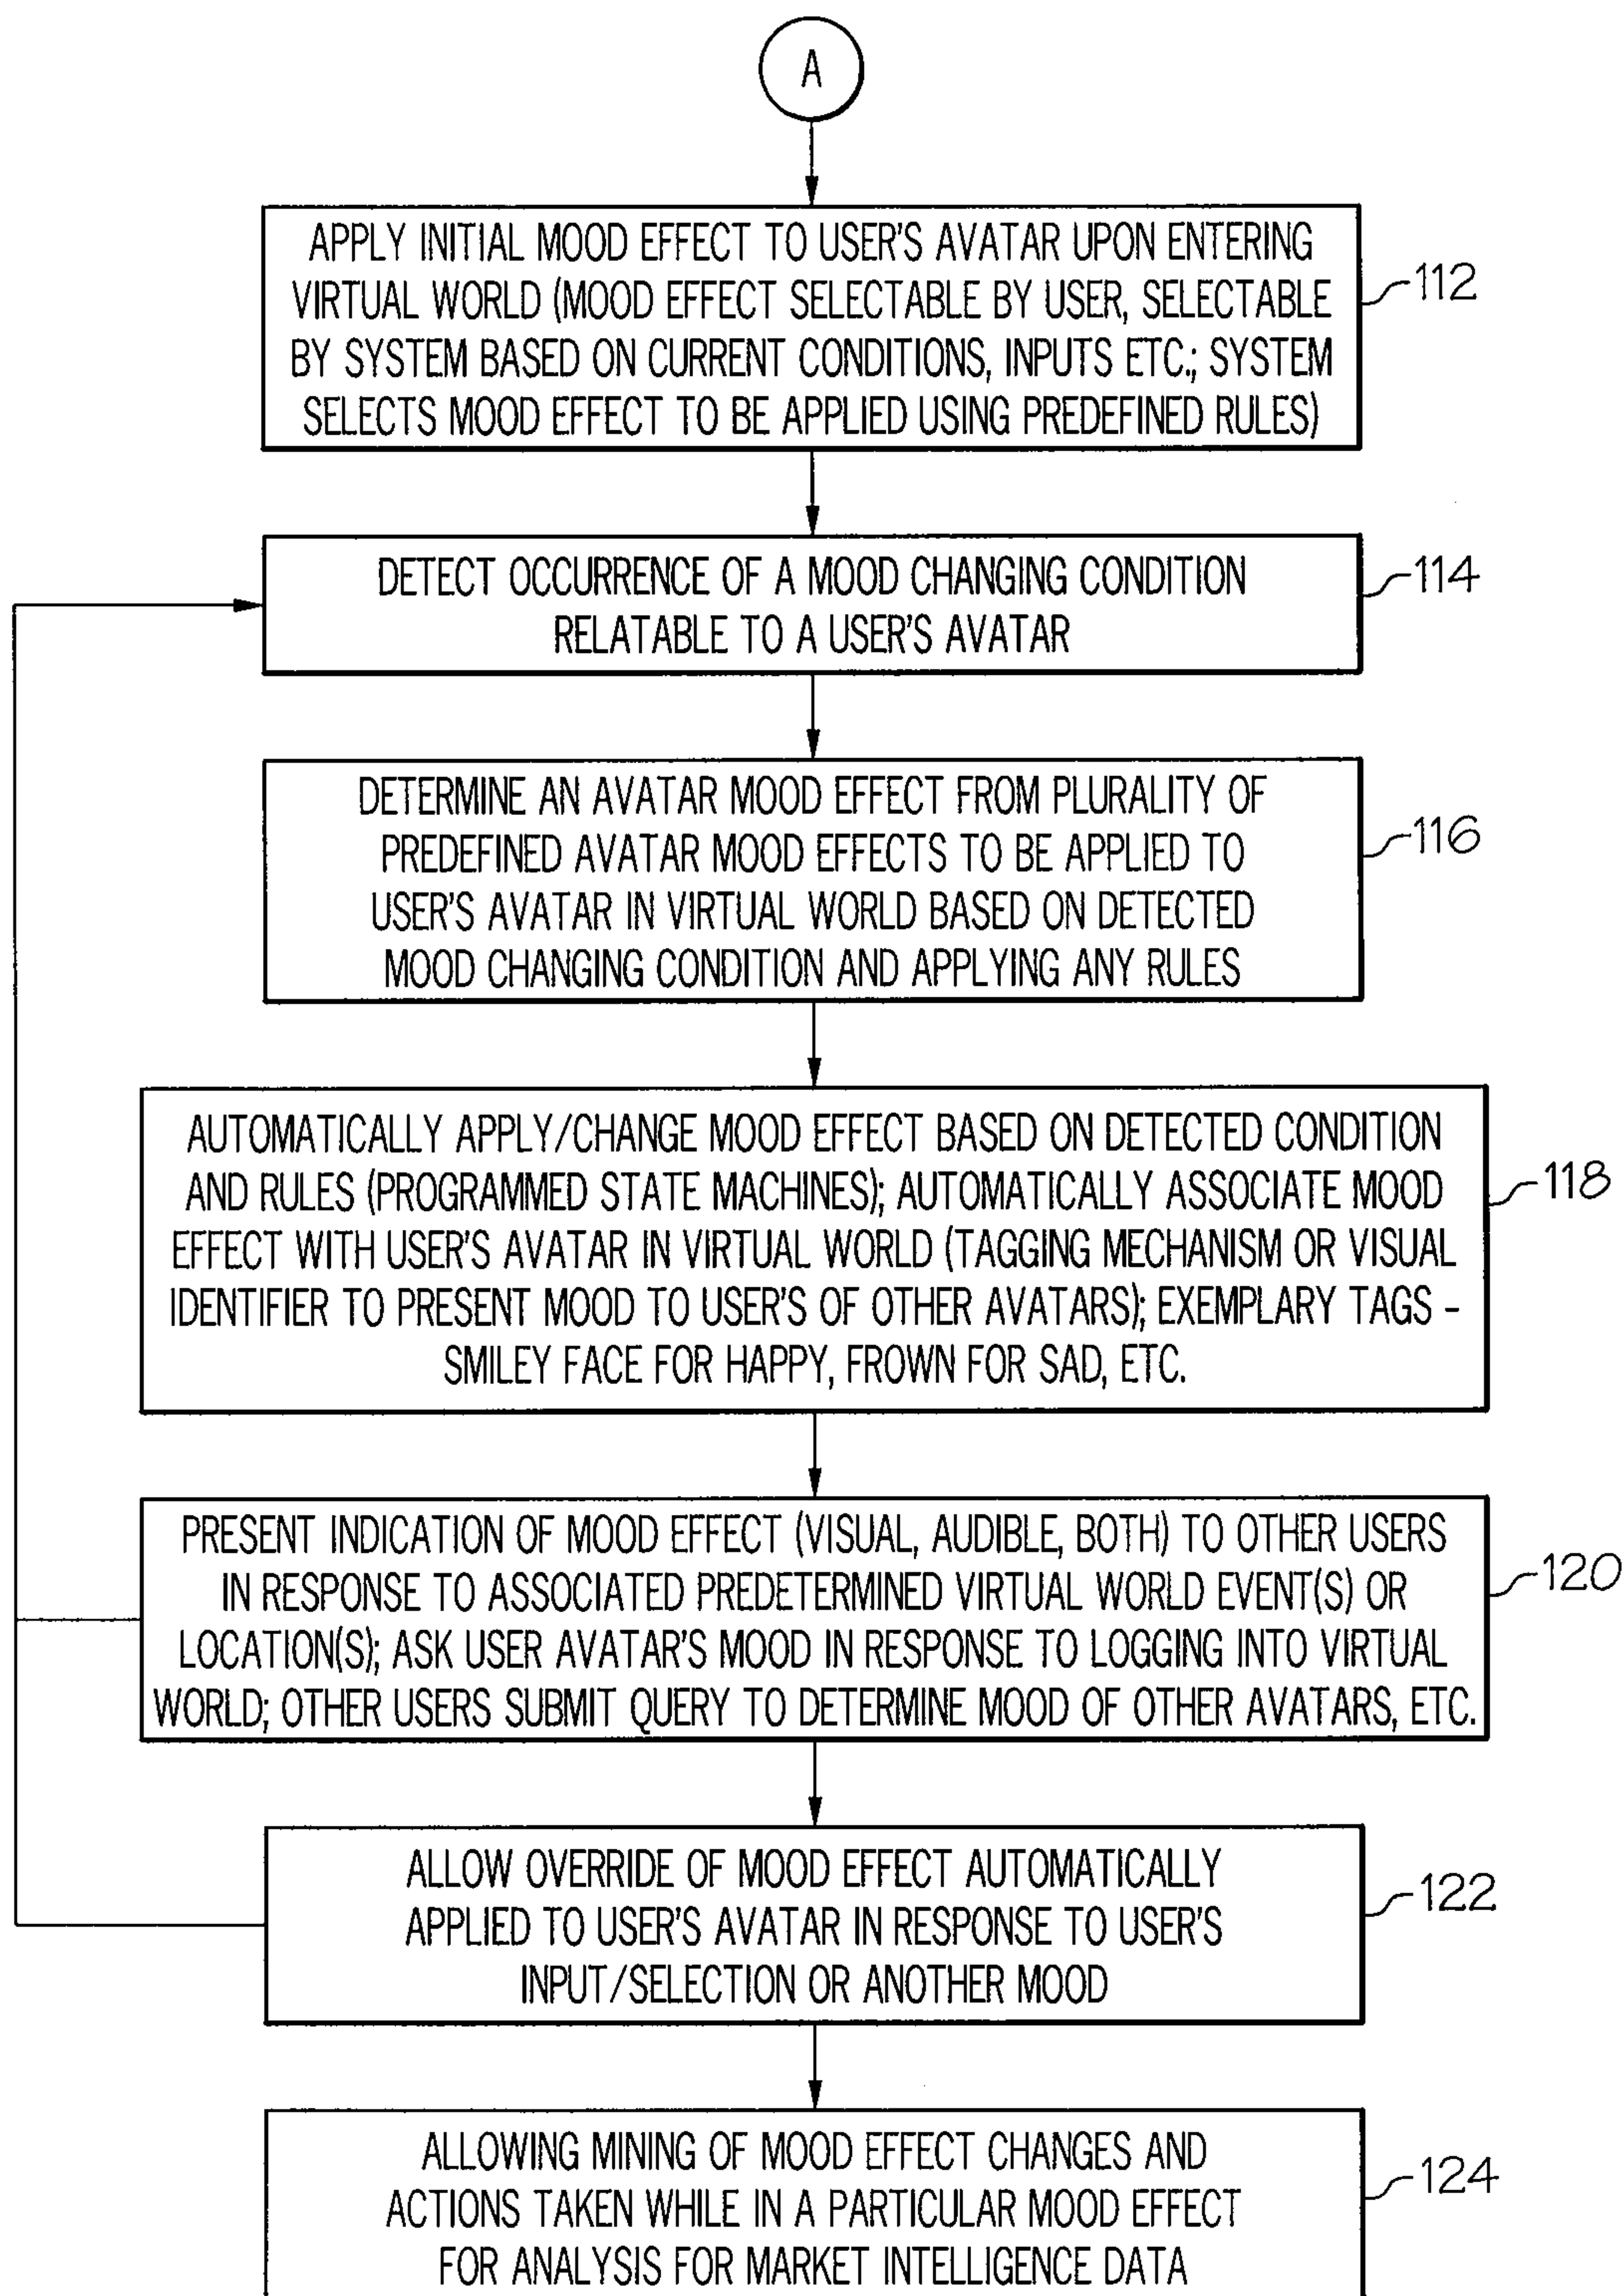 A
APPLY INITIAL MOOD EFFECT TO USER'S AVATAR UPON ENTERING
VIRTUAL WORLD (MOOD EFFECT SELECTABLE BY USER, SELECTABLE
BY SYSTEM BASED ON CURRENT CONDITIONS, INPUTS ETC.; SYSTEM
SELECTS MOOD EFFECT TO BE APPLIED USING PREDEFINED RULES)
112
DETECT OCCURRENCE OF A MOOD CHANGING CONDITION
RELATABLE TO A USER'S AVATAR
114
DETERMINE AN AVATAR MOOD EFFECT FROM PLURALITY OF
PREDEFINED AVATAR MOOD EFFECTS TO BE APPLIED TO
USER'S AVATAR IN VIRTUAL WORLD BASED ON DETECTED
MOOD CHANGING CONDITION AND APPLYING ANY RULES
116
AUTOMATICALLY APPLY/CHANGE MOOD EFFECT BASED ON DETECTED CONDITION
AND RULES (PROGRAMMED STATE MACHINES); AUTOMATICALLY ASSOCIATE MOOD
EFFECT WITH USER'S AVATAR IN VIRTUAL WORLD (TAGGING MECHANISM OR VISUAL
IDENTIFIER TO PRESENT MOOD TO USER'S OF OTHER AVATARS); EXEMPLARY TAGS –
SMILEY FACE FOR HAPPY, FROWN FOR SAD, ETC.
118
PRESENT INDICATION OF MOOD EFFECT (VISUAL, AUDIBLE, BOTH) TO OTHER USERS
IN RESPONSE TO ASSOCIATED PREDETERMINED VIRTUAL WORLD EVENT(S) OR
LOCATION(S); ASK USER AVATAR'S MOOD IN RESPONSE TO LOGGING INTO VIRTUAL
WORLD; OTHER USERS SUBMIT QUERY TO DETERMINE MOOD OF OTHER AVATARS, ETC.
120
ALLOW OVERRIDE OF MOOD EFFECT AUTOMATICALLY
APPLIED TO USER'S AVATAR IN RESPONSE TO USER'S
INPUT/SELECTION OR ANOTHER MOOD
122
ALLOWING MINING OF MOOD EFFECT CHANGES AND
ACTIONS TAKEN WHILE IN A PARTICULAR MOOD EFFECT
FOR ANALYSIS FOR MARKET INTELLIGENCE DATA
124